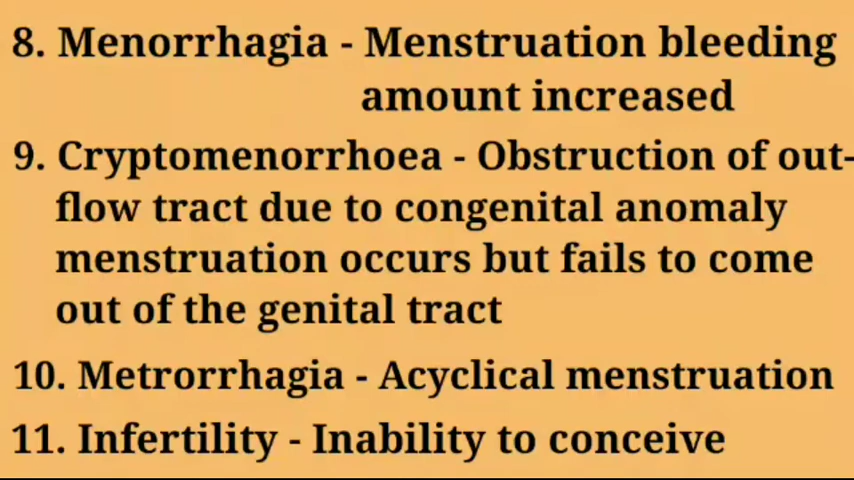 8. Menorrhagia - Menstruation bleeding
amount increased
9. Cryptomenorrhoea - Obstruction of out-
flow tract due to congenital anomaly
menstruation occurs but fails to come
out of the genital tract
10. Metrorrhagia - Acyclical menstruation
11. Infertility - Inability to conceive